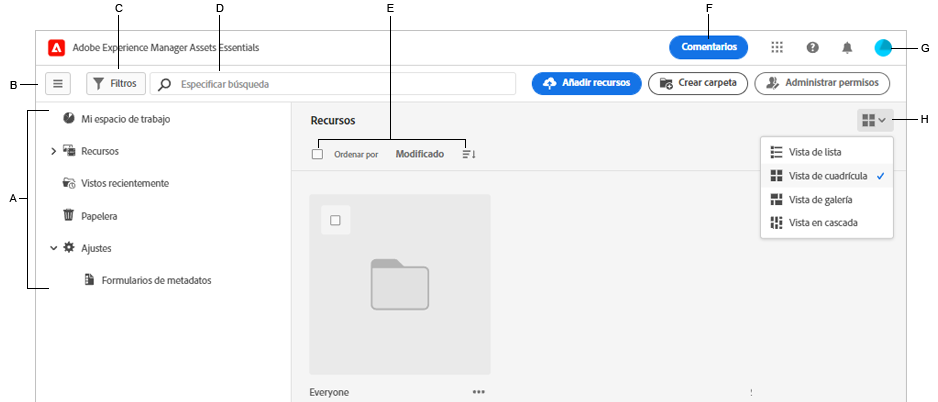 C D E F
Adobe Experience Manager Assets Essentials Comentarios G
B Filtros Especificar búsqueda Añadir recursos Crear carpeta Administrar permisos
A
Mi espacio de trabajo
Recursos
Vistos recientemente
Papelera
Ajustes
Formularios de metadatos
Recursos H
Ordenar por Modificado
Vista de lista
Vista de cuadrícula
Vista de galería
Vista en cascada
Everyone